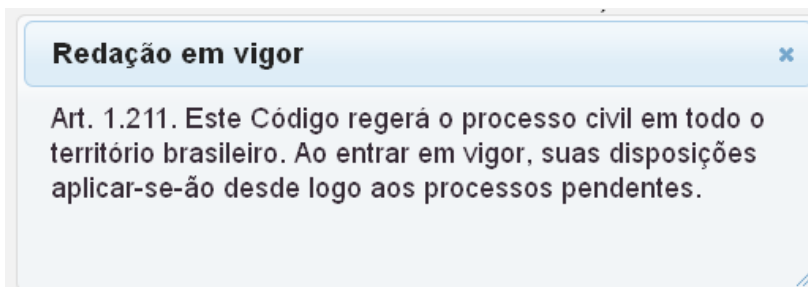 Redação em vigor
Art. 1.211. Este Código regerá o processo civil em todo o
território brasileiro. Ao entrar em vigor, suas disposições
aplicar-se-ão desde logo aos processos pendentes.